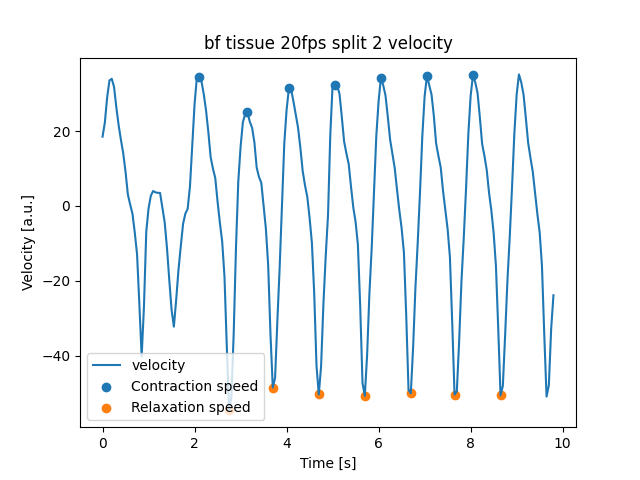 bf tissue 20fps split 2 velocity
Velocity [a.u.]
20
0
−20
−40
velocity
Contraction speed
Relaxation speed
0 2 4 6 8 10
Time [s]